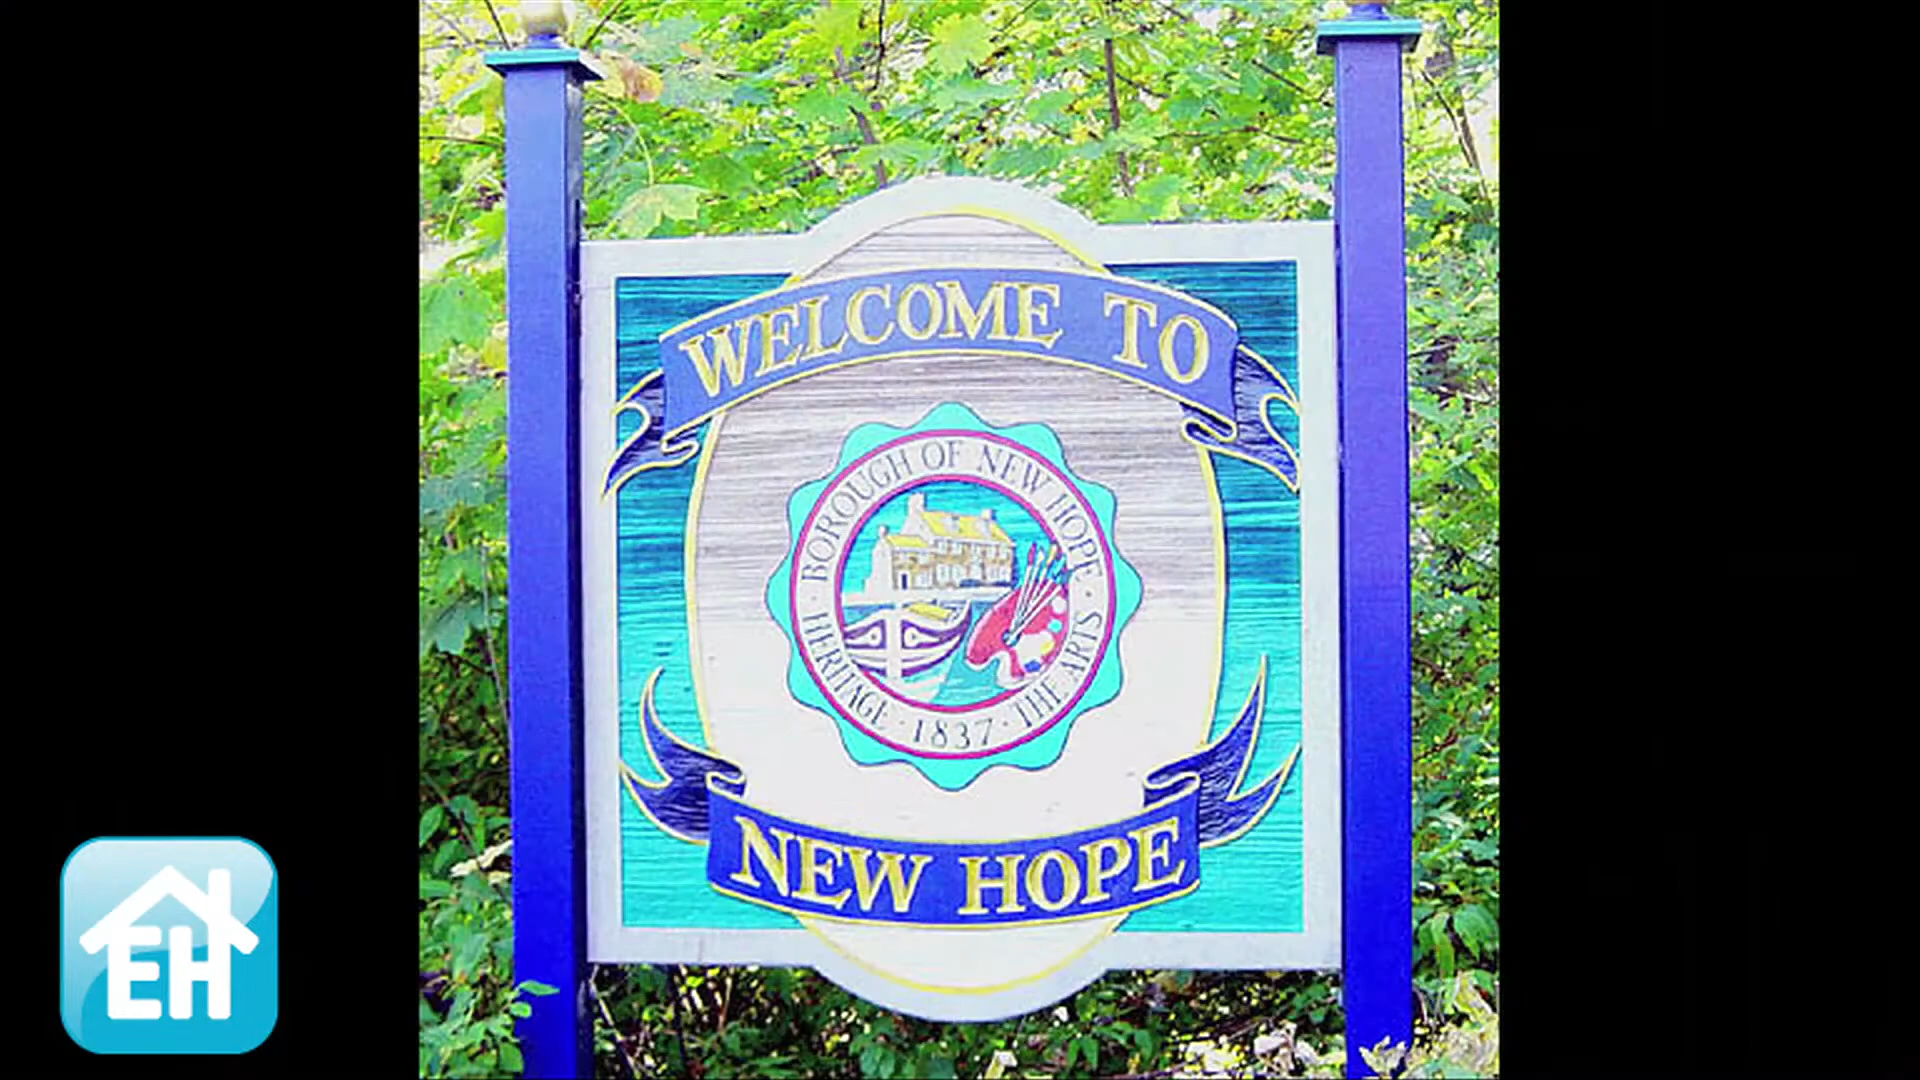 WELCOME TO
BOROUGH OF NEW HOPE
HERITAGE · 1837 · THE ARTS
NEW HOPE
EH